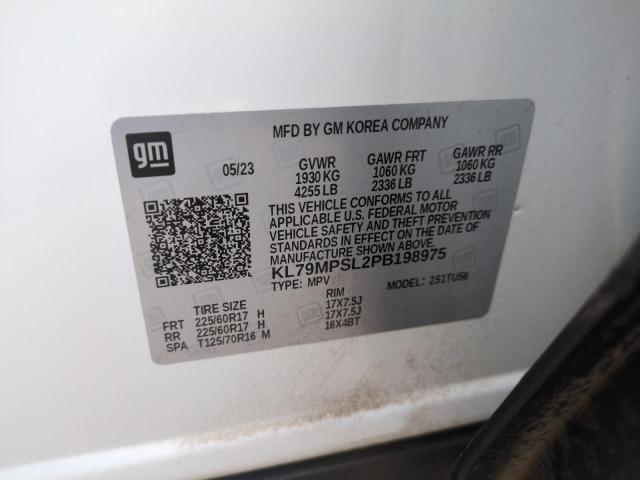 MFD BY GM KOREA COMPANY
gm
05/23 GVWR GAWR FRT GAWR RR
1930 KG 1060 KG 1060 KG
4255 LB 2336 LB 2336 LB
THIS VEHICLE CONFORMS TO ALL
APPLICABLE U.S. FEDERAL MOTOR
VEHICLE SAFETY AND THEFT PREVENTION
STANDARDS IN EFFECT ON THE DATE OF
MANUFACTURE SHOWN ABOVE.
KL79MPSL2PB198975
TYPE: MPV MODEL: 251TU56
TIRE SIZE RIM
FRT 225/60R17 H 17X7.5J
RR 225/60R17 H 17X7.5J
SPA T125/70R16 M 16X4BT